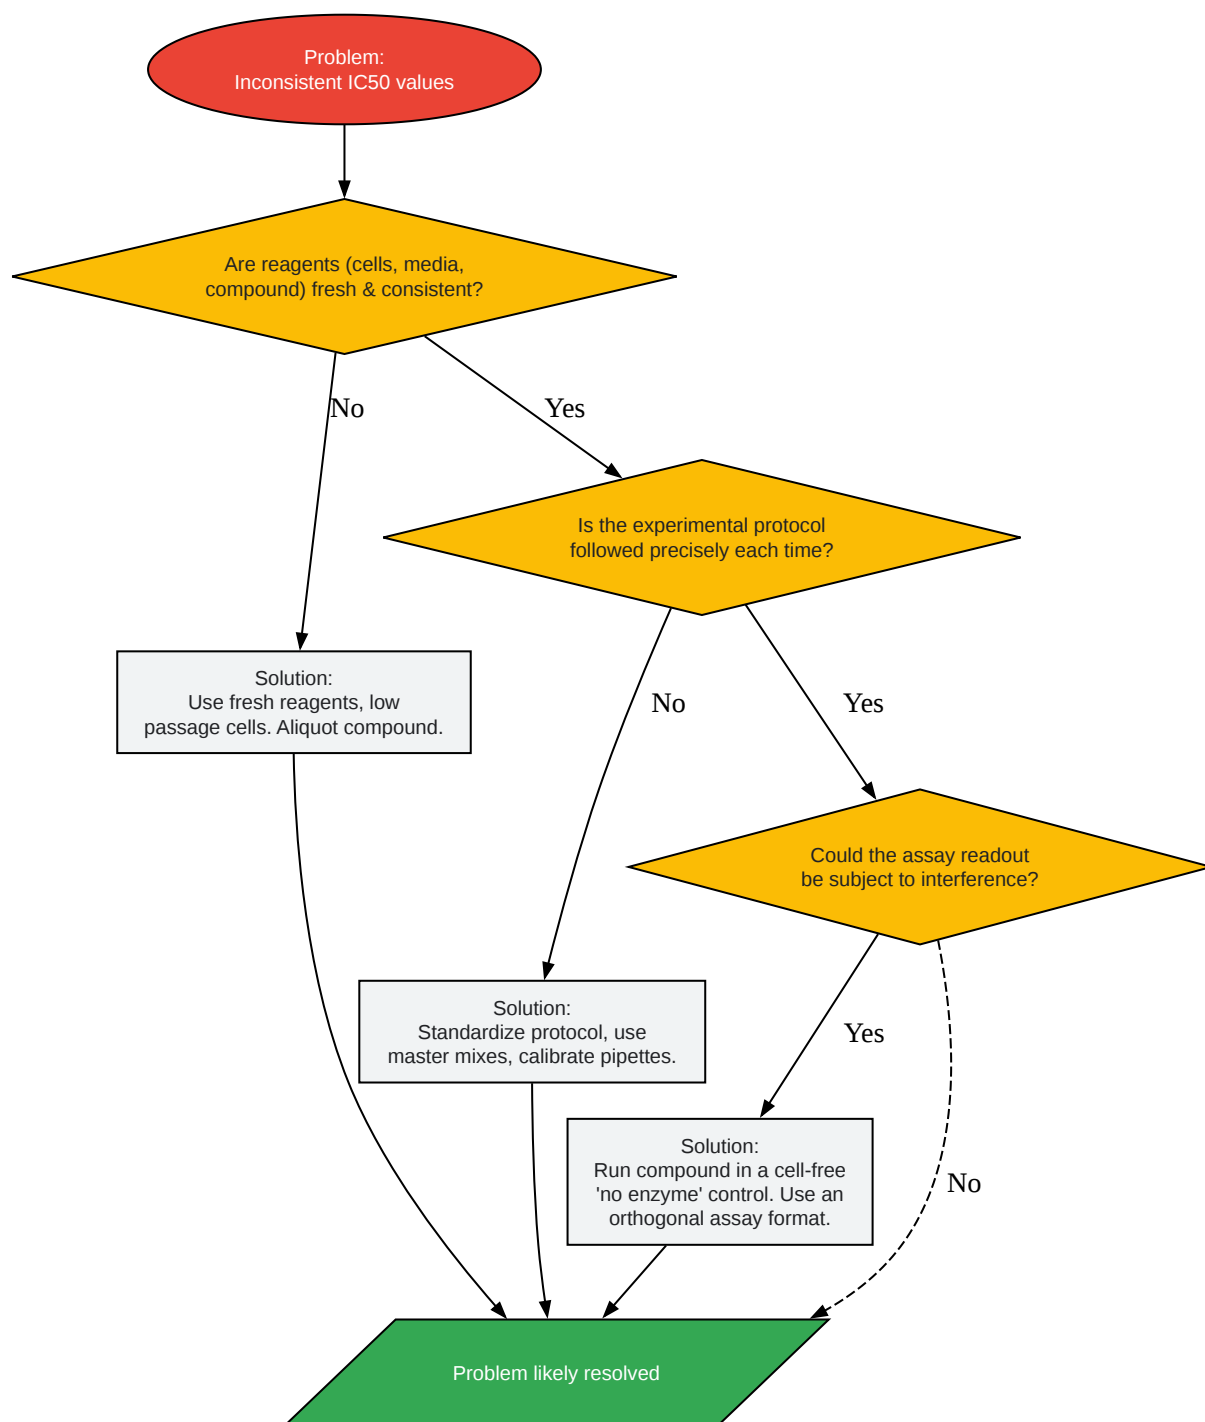 Problem:
Inconsistent IC50 values
Are reagents (cells, media,
compound) fresh & consistent?
No
Yes
Is the experimental protocol
followed precisely each time?
Solution:
Use fresh reagents, low
passage cells. Aliquot compound.
No
Yes
Could the assay readout
be subject to interference?
Solution:
Standardize protocol, use
master mixes, calibrate pipettes.
Yes
Solution:
Run compound in a cell-free
'no enzyme' control. Use an
orthogonal assay format.
No
Problem likely resolved